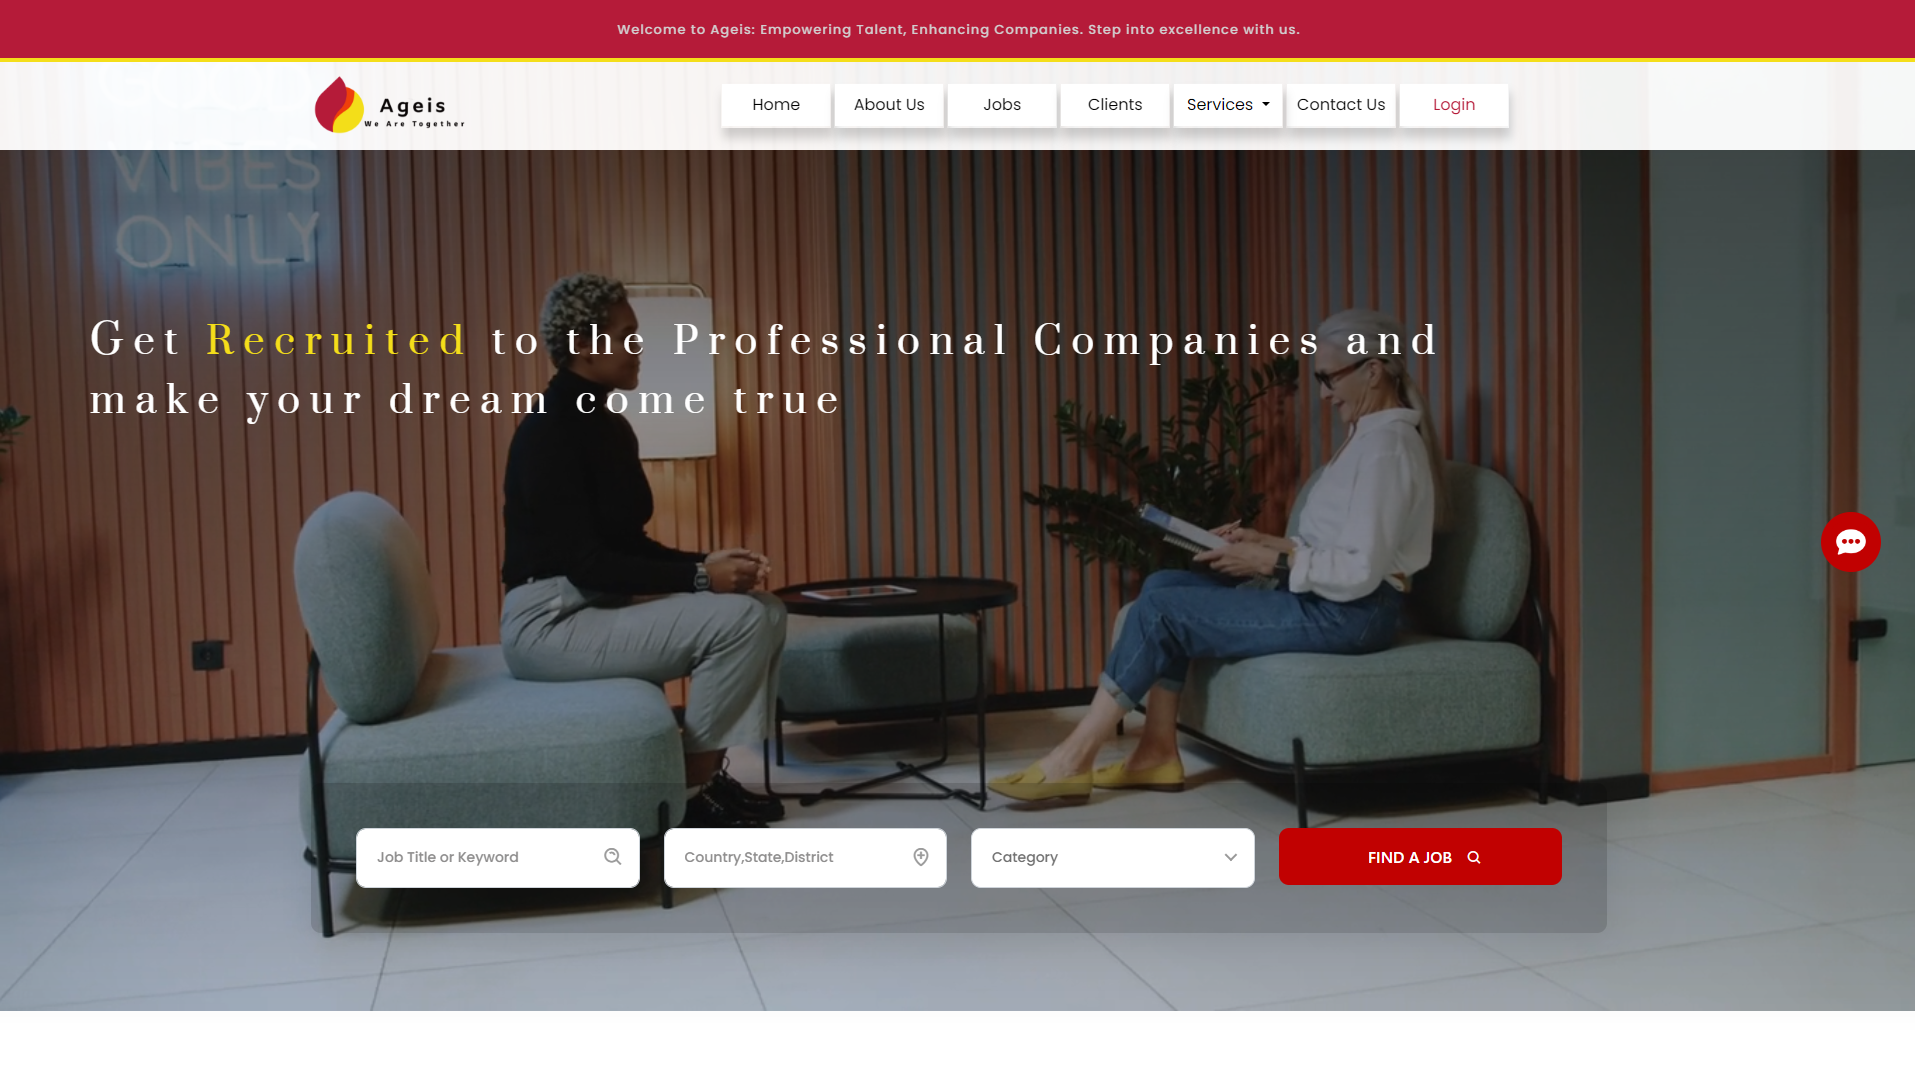 Welcome to Ageis: Empowering Talent, Enhancing Companies. Step into excellence with us.
Ageis
We Are Together
Home
About Us
Jobs
Clients
Services
Contact Us
Login
GOOD
VIBES
ONLY
Get Recruited to the Professional Companies and
make your dream come true
Job Title or Keyword
Country,State,District
Category
FIND A JOB